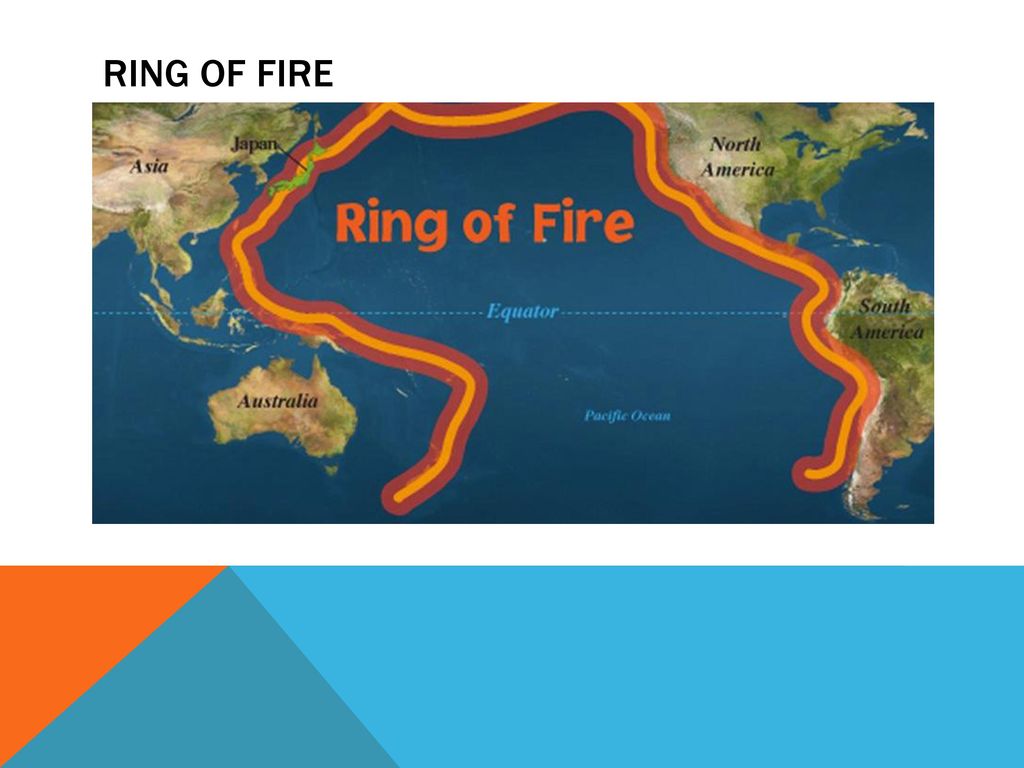 RING OF FIRE
Japan
Asia
North
America
Ring of Fire
Equator
South
America
Australia
Pacific Ocean